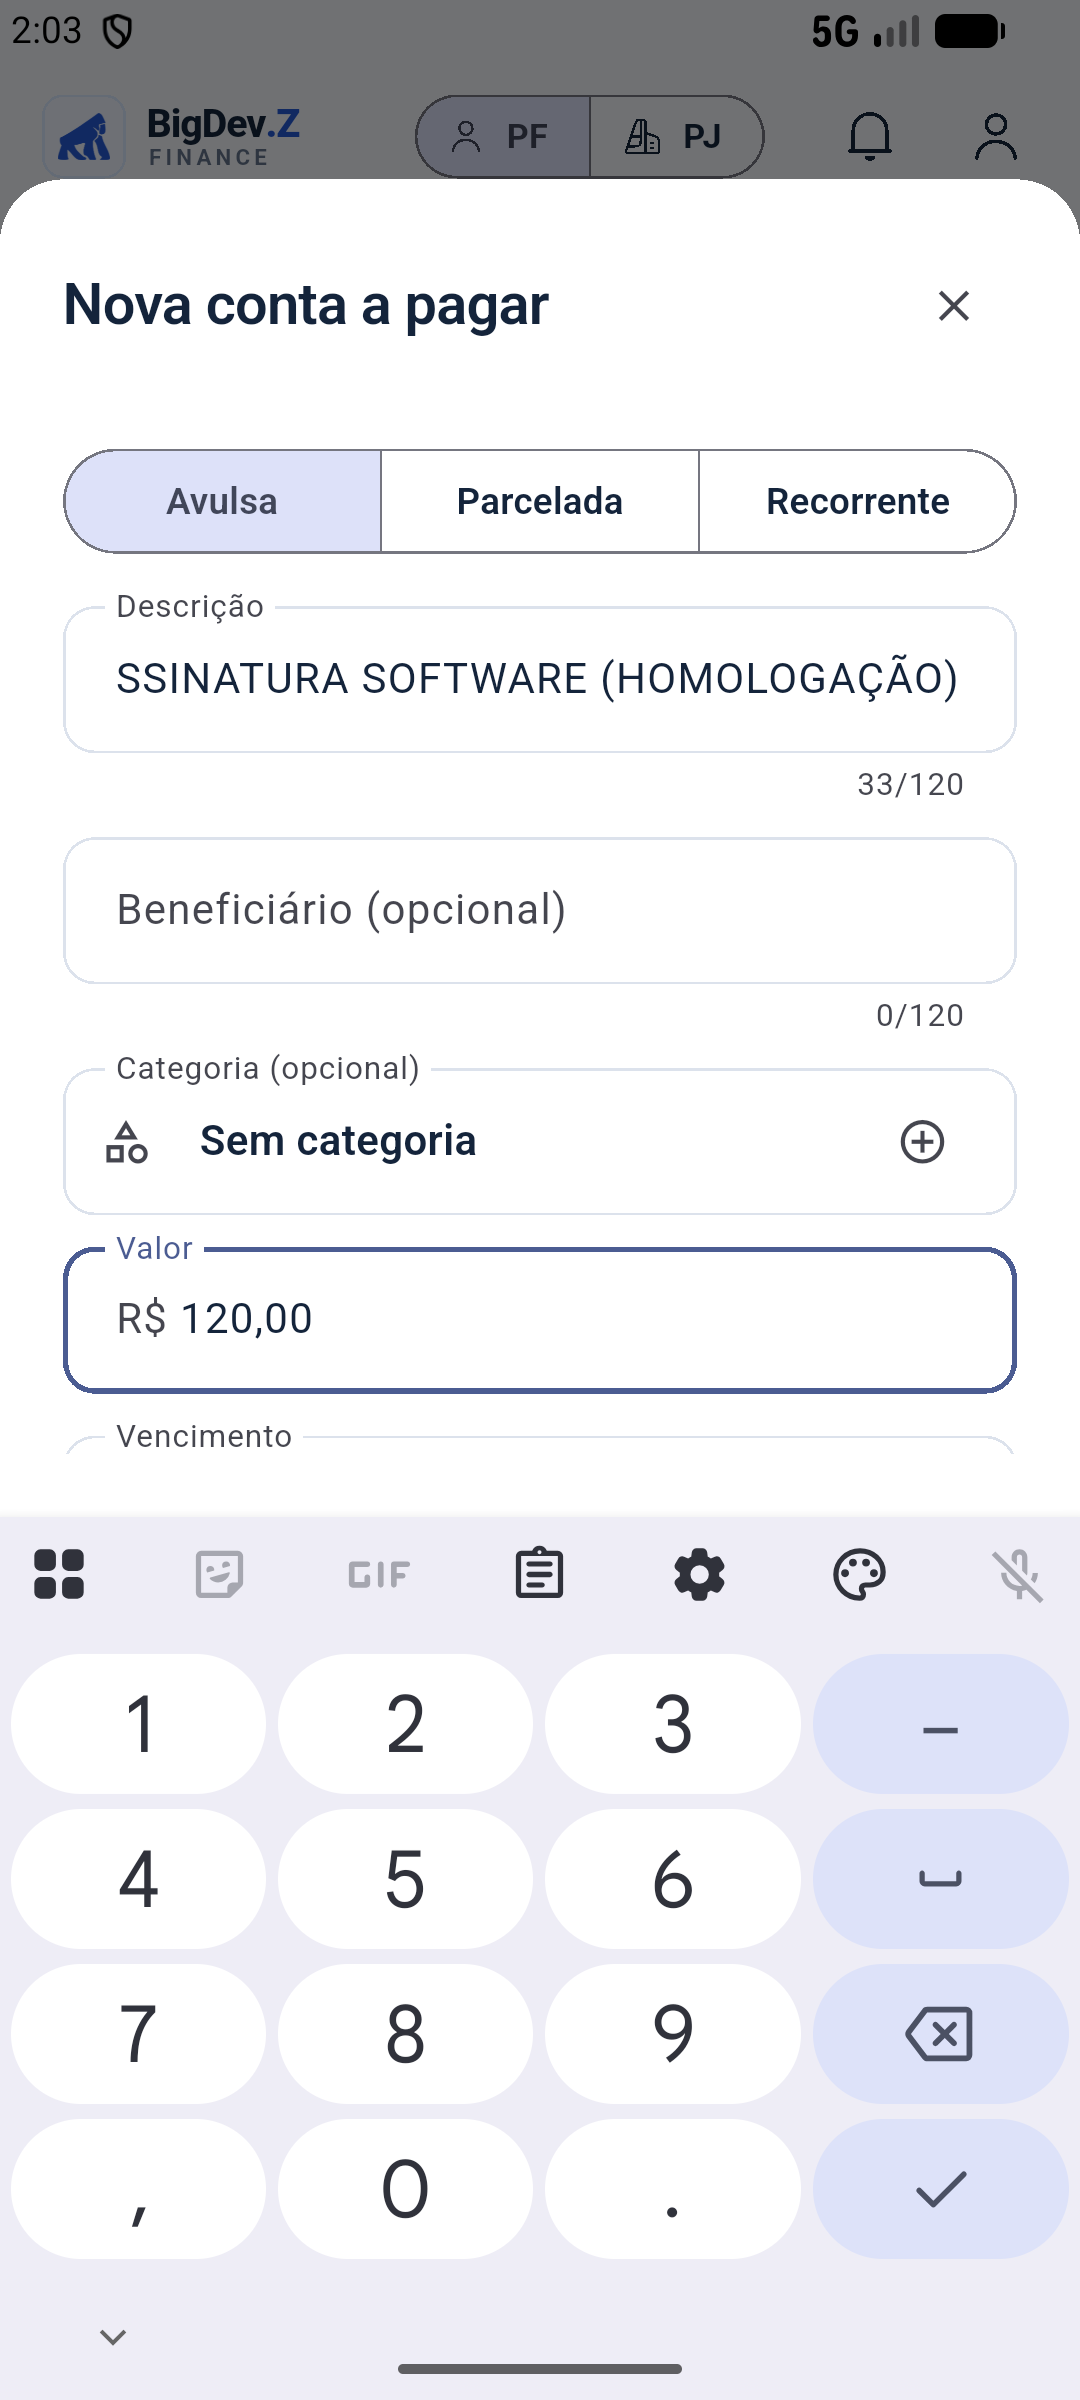 2:03
5G
BigDev.Z
FINANCE
PF
PJ
Nova conta a pagar
Avulsa
Parcelada
Recorrente
Descrição
SSINATURA SOFTWARE (HOMOLOGAÇÃO)
33/120
Beneficiário (opcional)
0/120
Categoria (opcional)
Sem categoria
Valor
R$ 120,00
Vencimento
GIF
1 2 3 –
4 5 6
7 8 9
, 0 .